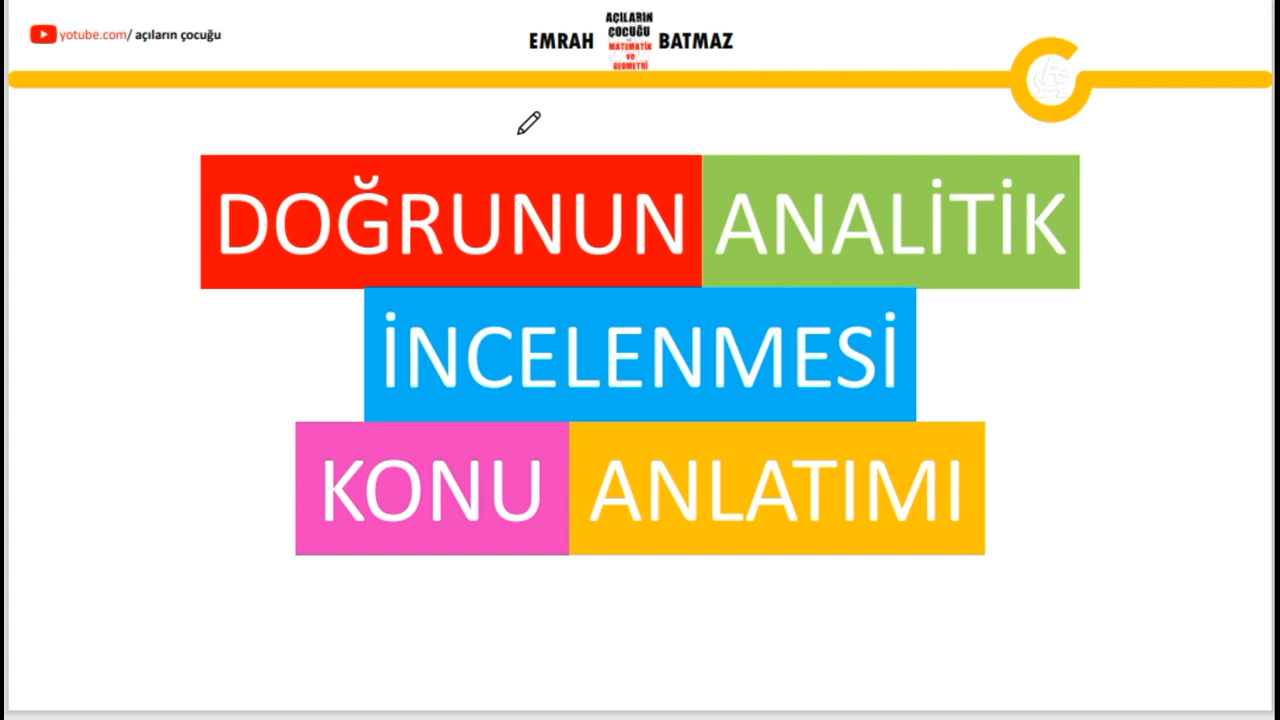 yotube.com/ açıların çocuğu
EMRAH BATMAZ
AÇILARIN
ÇOCUĞU
MATEMATİK
ve
GEOMETRİ
DOĞRUNUN ANALİTİK
İNCELENMESİ
KONU ANLATIMI